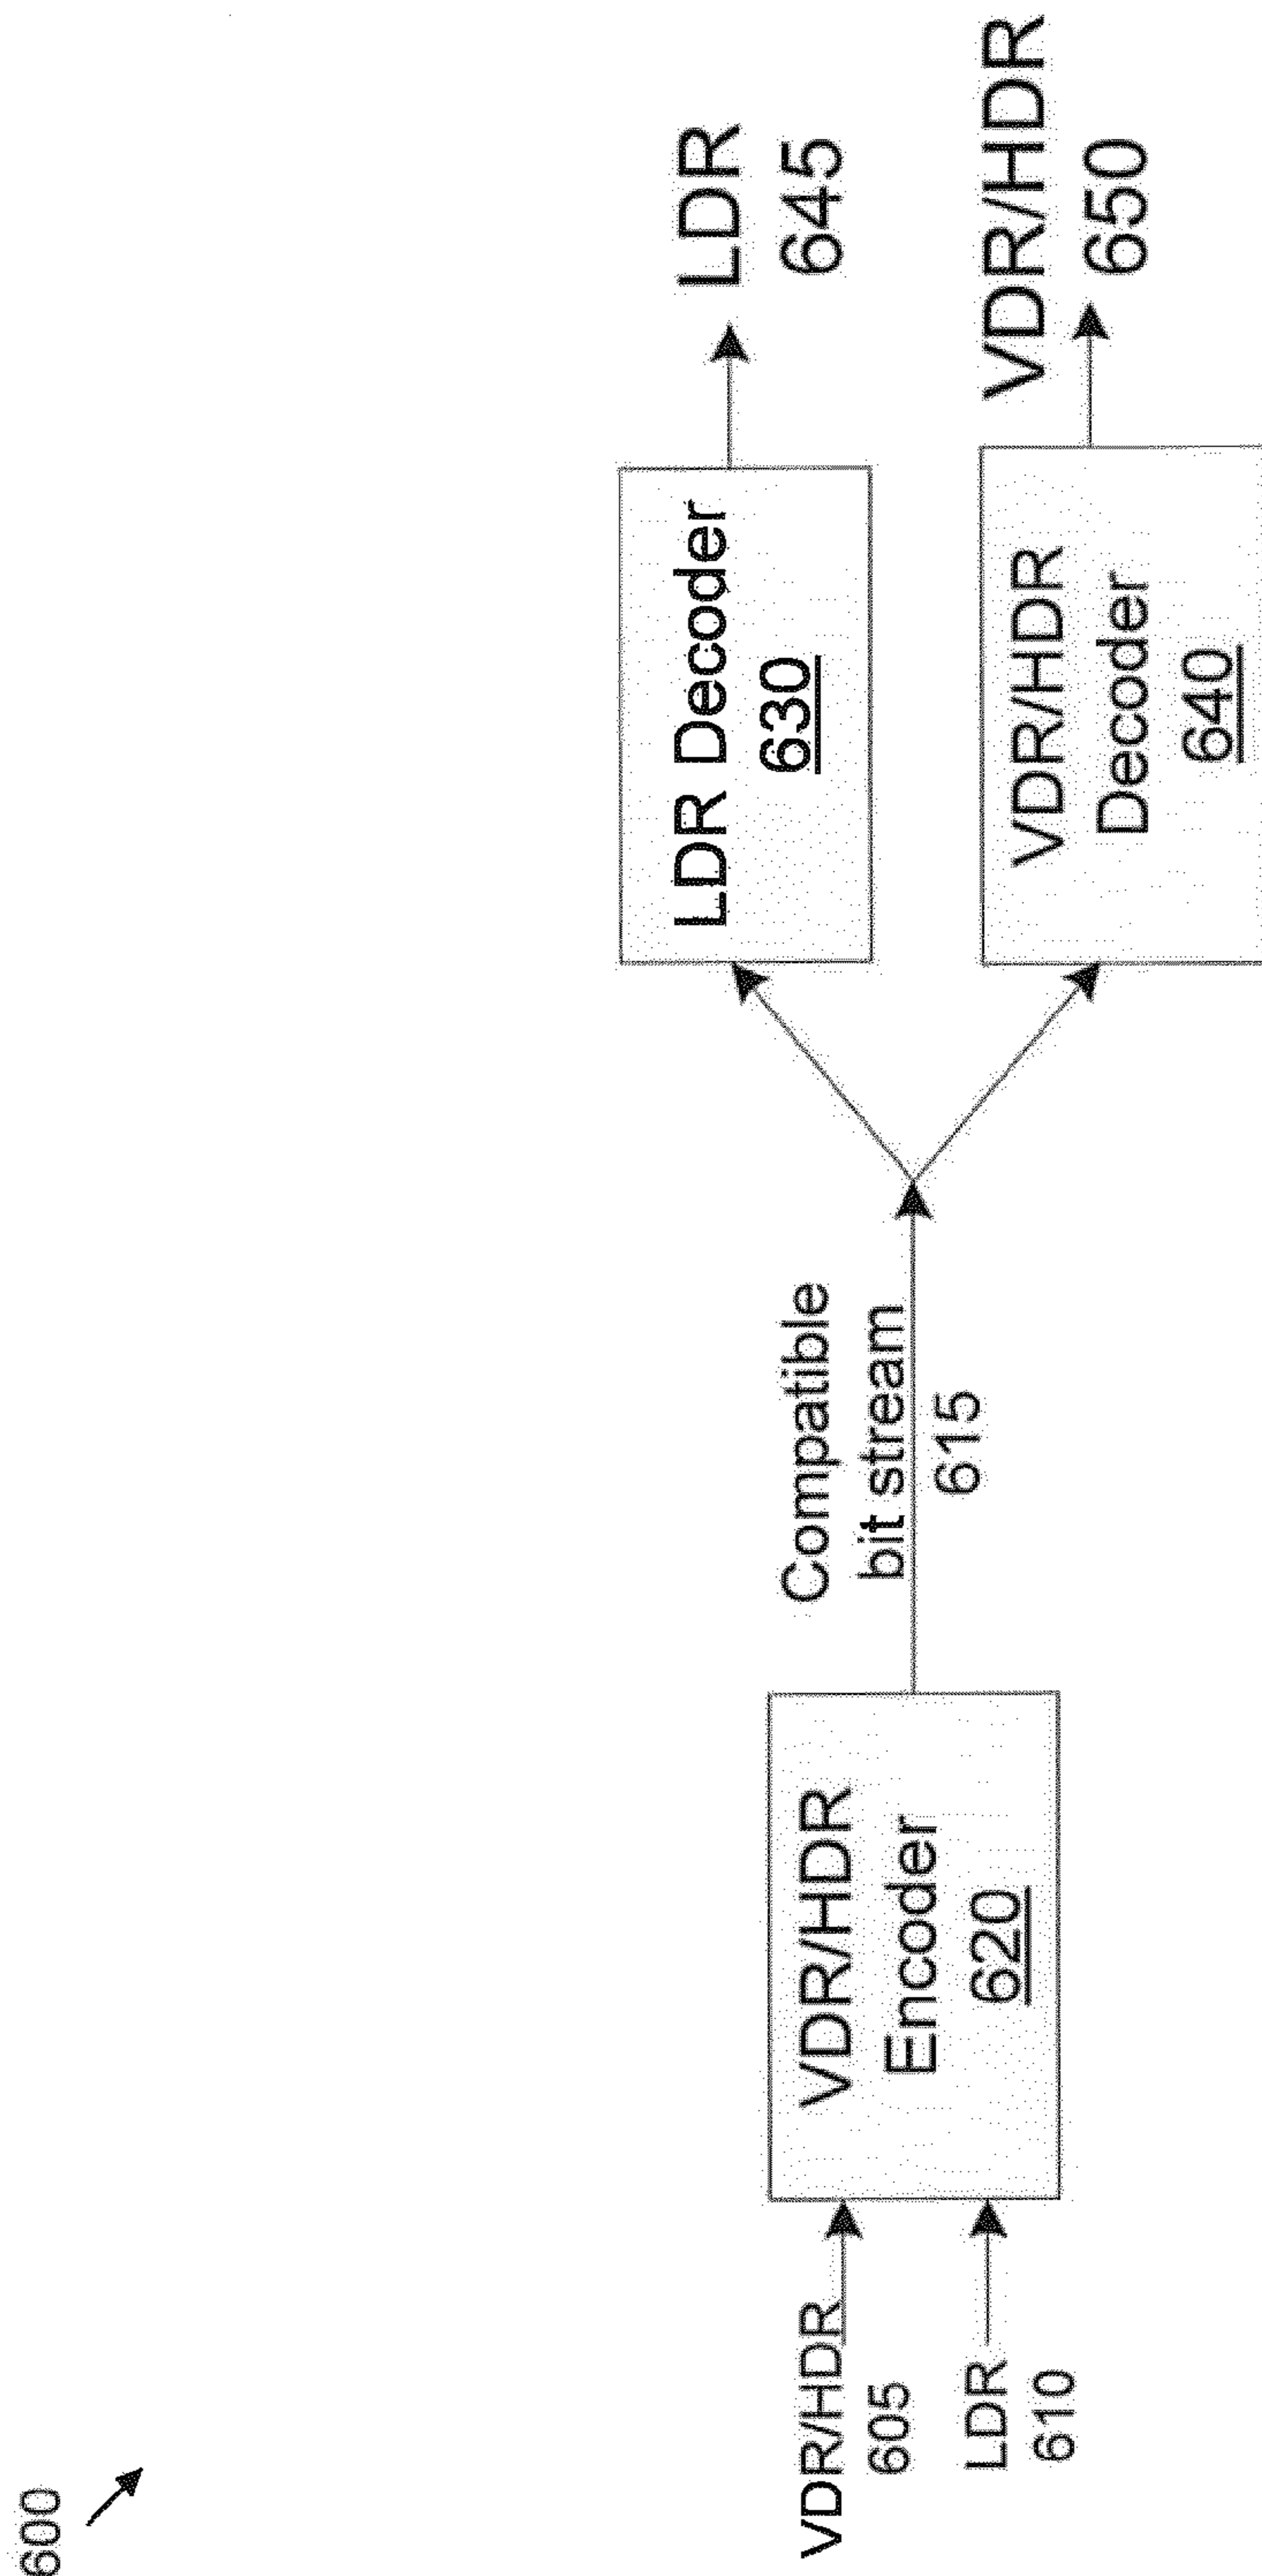 600
VDR/HDR
605
LDR
610
VDR/HDR
Encoder
620
Compatible
bit stream
615
LDR Decoder
630
VDR/HDR
Decoder
640
LDR
645
VDR/HDR
650